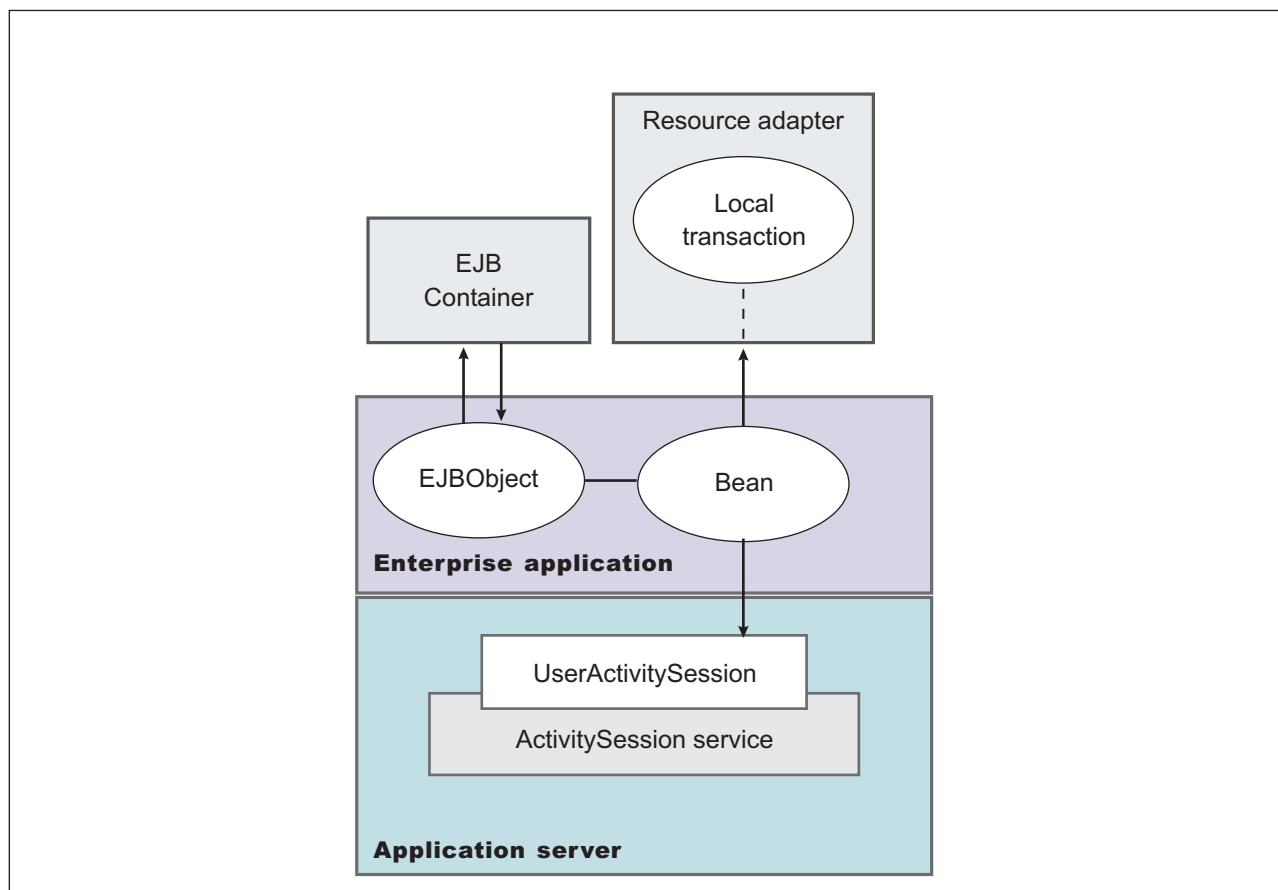 Resource adapter
Local
transaction
EJB
Container
EJBObject
Bean
Enterprise application
UserActivitySession
ActivitySession service
Application server